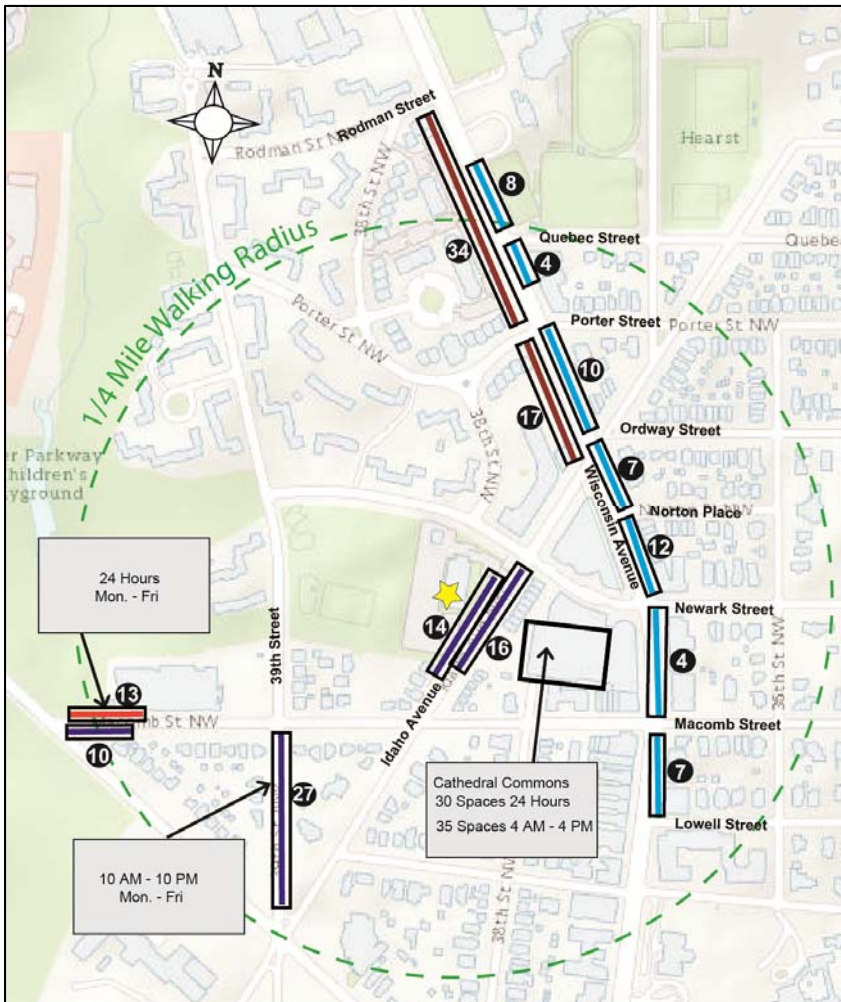 N
Rodman Street
Rodman St NW
38th St NW
Hearst
8
34
Quebec Street
4
1/4 Mile Walking Radius
Porter Street
Porter St NW
Porter St NW
10
17
38th St NW
Ordway Street
7
Wisconsin Avenue
Norton Place
12
24 Hours
Mon. - Fri
14
16
Newark Street
39th Street
Idaho Avenue
4
36th St NW
13
10
Macomb St NW
Macomb Street
27
Cathedral Commons
30 Spaces 24 Hours
35 Spaces 4 AM - 4 PM
7
Lowell Street
10 AM - 10 PM
Mon. - Fri
38th St NW